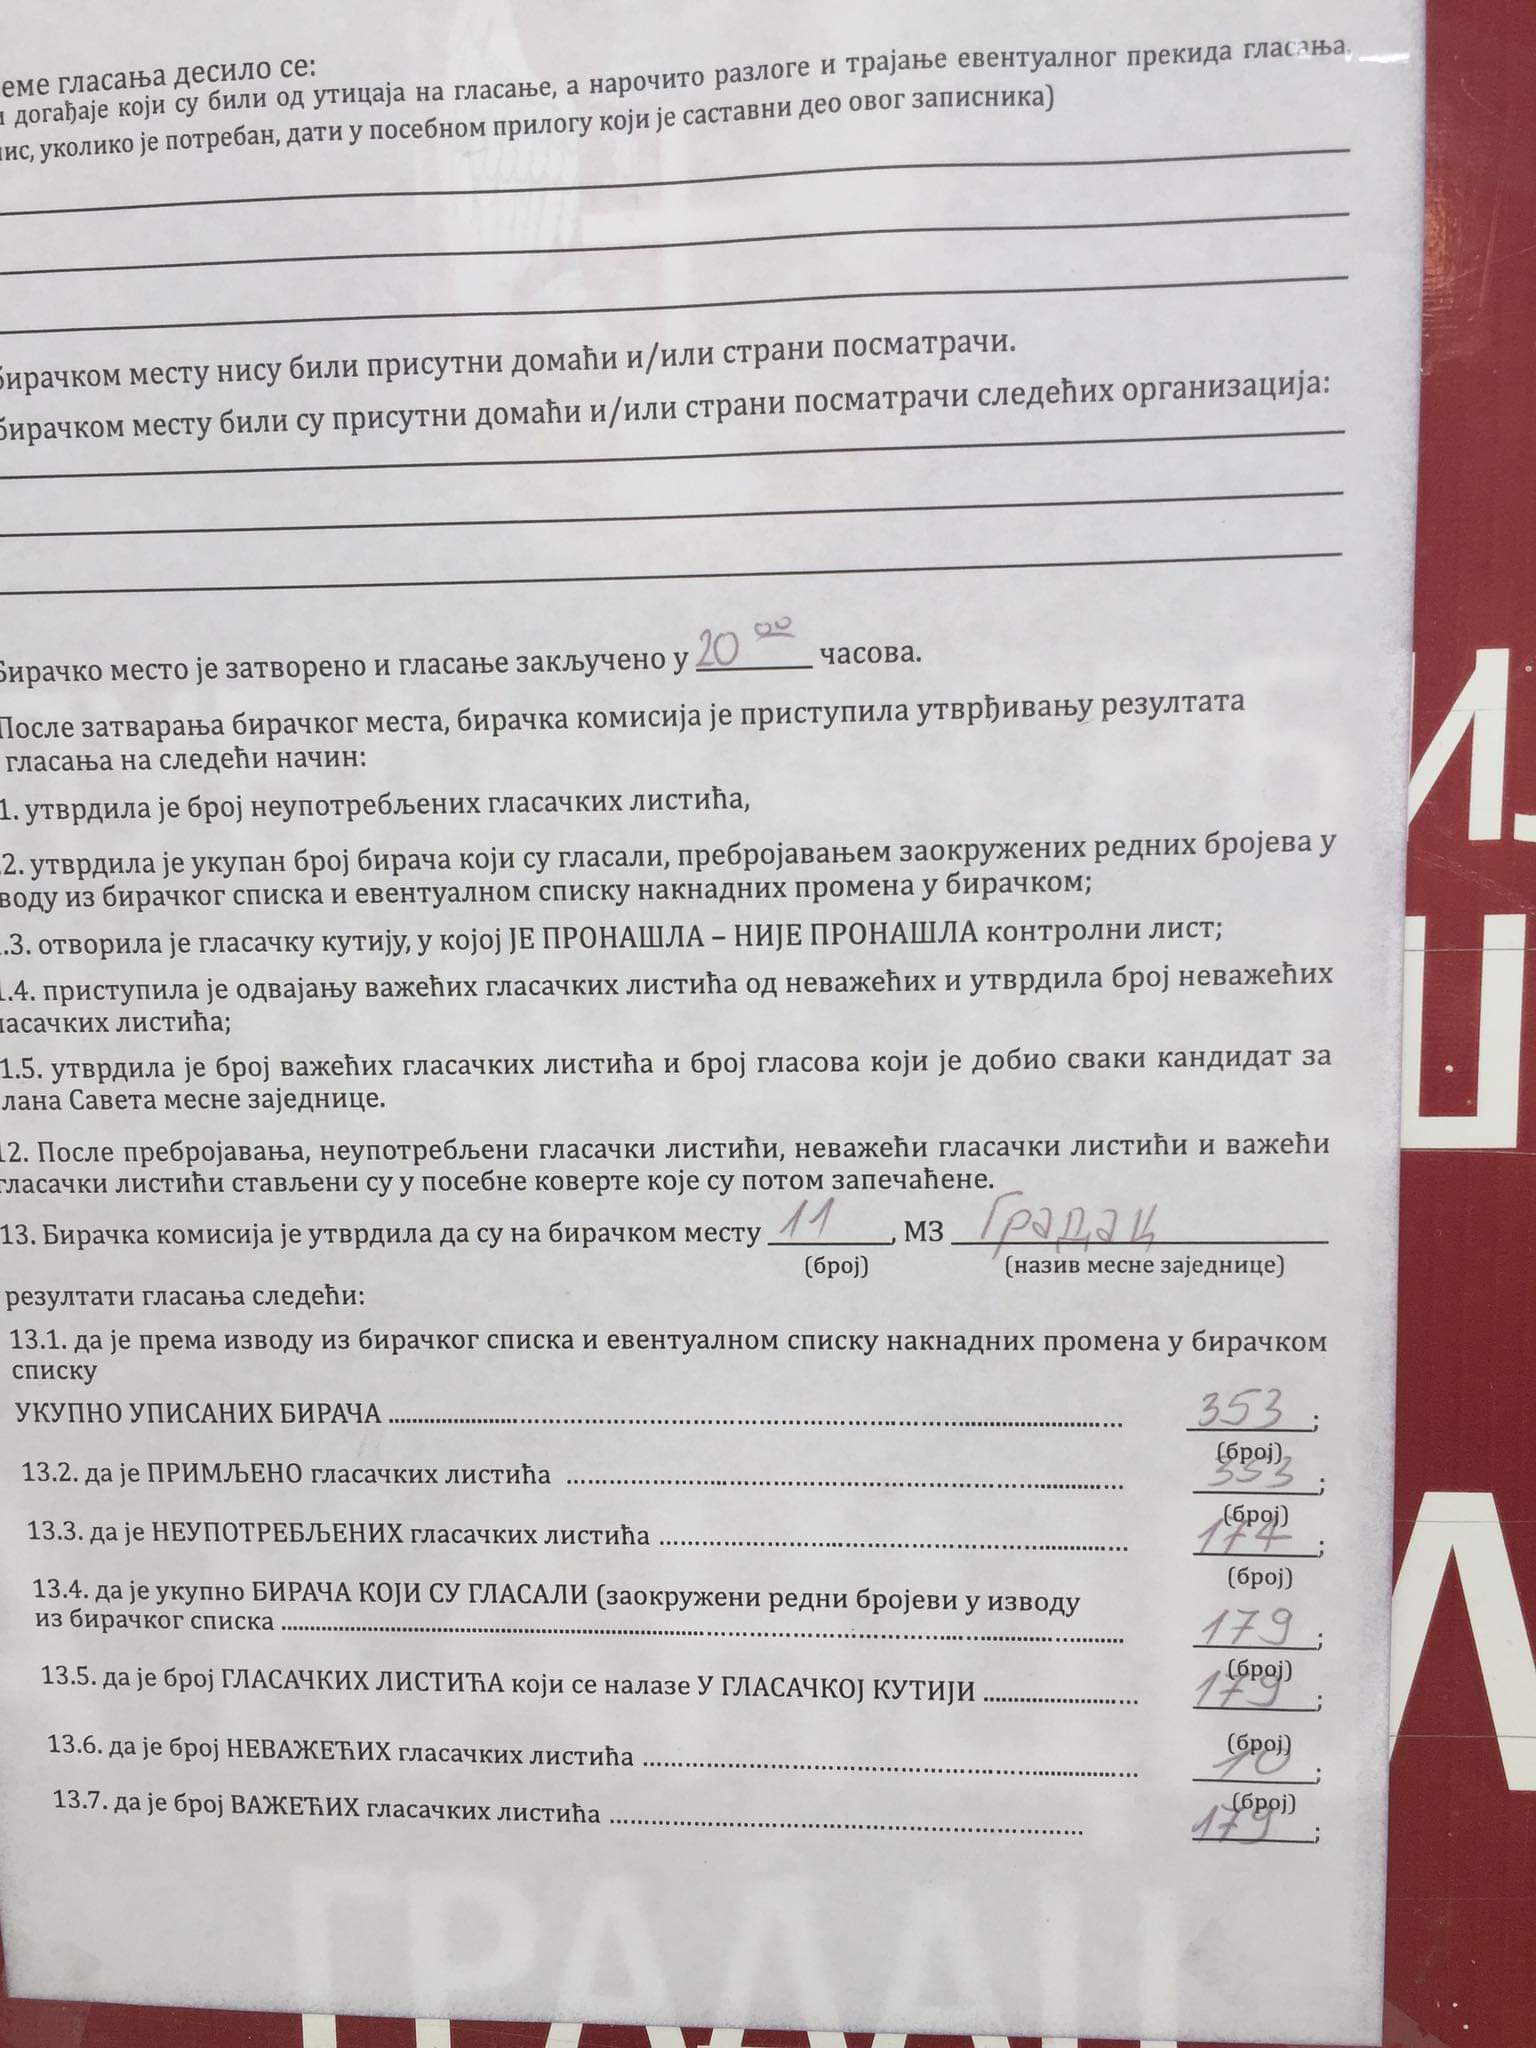 еме гласања десило се:
и догађаје који су били од утицаја на гласање, а нарочито разлоге и трајање евентуалног прекида гласања.
ис, уколико је потребан, дати у посебном прилогу који је саставни део овог записника)
бирачком месту нису били присутни домаћи и/или страни посматрачи.
бирачком месту били су присутни домаћи и/или страни посматрачи следећих организација:
Бирачко место је затворено и гласање закључено у 20 00 часова.
После затварања бирачког места, бирачка комисија је приступила утврђивању резултата
гласања на следећи начин:
1. утврдила је број неупотребљених гласачких листића,
.2. утврдила је укупан број бирача који су гласали, пребројавањем заокружених редних бројева у
воду из бирачког списка и евентуалном списку накнадних промена у бирачком;
.3. отворила је гласачку кутију, у којој ЈЕ ПРОНАШЛА – НИЈЕ ПРОНАШЛА контролни лист;
1.4. приступила је одвајању важећих гласачких листића од неважећих и утврдила број неважећих
ласачких листића;
1.5. утврдила је број важећих гласачких листића и број гласова који је добио сваки кандидат за
лана Савета месне заједнице.
12. После пребројавања, неупотребљени гласачки листићи, неважећи гласачки листићи и важећи
гласачки листићи стављени су у посебне коверте које су потом запечаћене.
13. Бирачка комисија је утврдила да су на бирачком месту 11, МЗ Градац
(број) (назив месне заједнице)
резултати гласања следећи:
13.1. да је према изводу из бирачког списка и евентуалном списку накнадних промена у бирачком
списку
УКУПНО УПИСАНИХ БИРАЧА 353;
(број)
13.2. да је ПРИМЉЕНО гласачких листића 353;
(број)
13.3. да је НЕУПОТРЕБЉЕНИХ гласачких листића 174;
(број)
13.4. да је укупно БИРАЧА КОЈИ СУ ГЛАСАЛИ (заокружени редни бројеви у изводу
из бирачког списка 179;
(број)
13.5. да је број ГЛАСАЧКИХ ЛИСТИЋА који се налазе У ГЛАСАЧКОЈ КУТИЈИ 179;
(број)
13.6. да је број НЕВАЖЕЋИХ гласачких листића 10;
(број)
13.7. да је број ВАЖЕЋИХ гласачких листића 179;
ГРАДАЦ